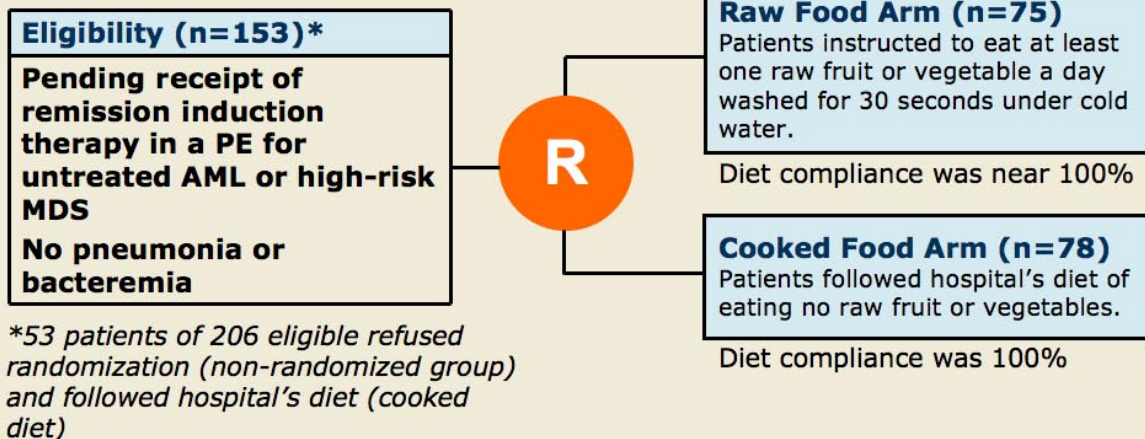 Eligibility (n=153)*
Pending receipt of
remission induction
therapy in a PE for
untreated AML or high-risk
MDS
No pneumonia or
bacteremia
*53 patients of 206 eligible refused
randomization (non-randomized group)
and followed hospital's diet (cooked
diet)
R
Raw Food Arm (n=75)
Patients instructed to eat at least
one raw fruit or vegetable a day
washed for 30 seconds under cold
water.
Diet compliance was near 100%
Cooked Food Arm (n=78)
Patients followed hospital's diet of
eating no raw fruit or vegetables.
Diet compliance was 100%